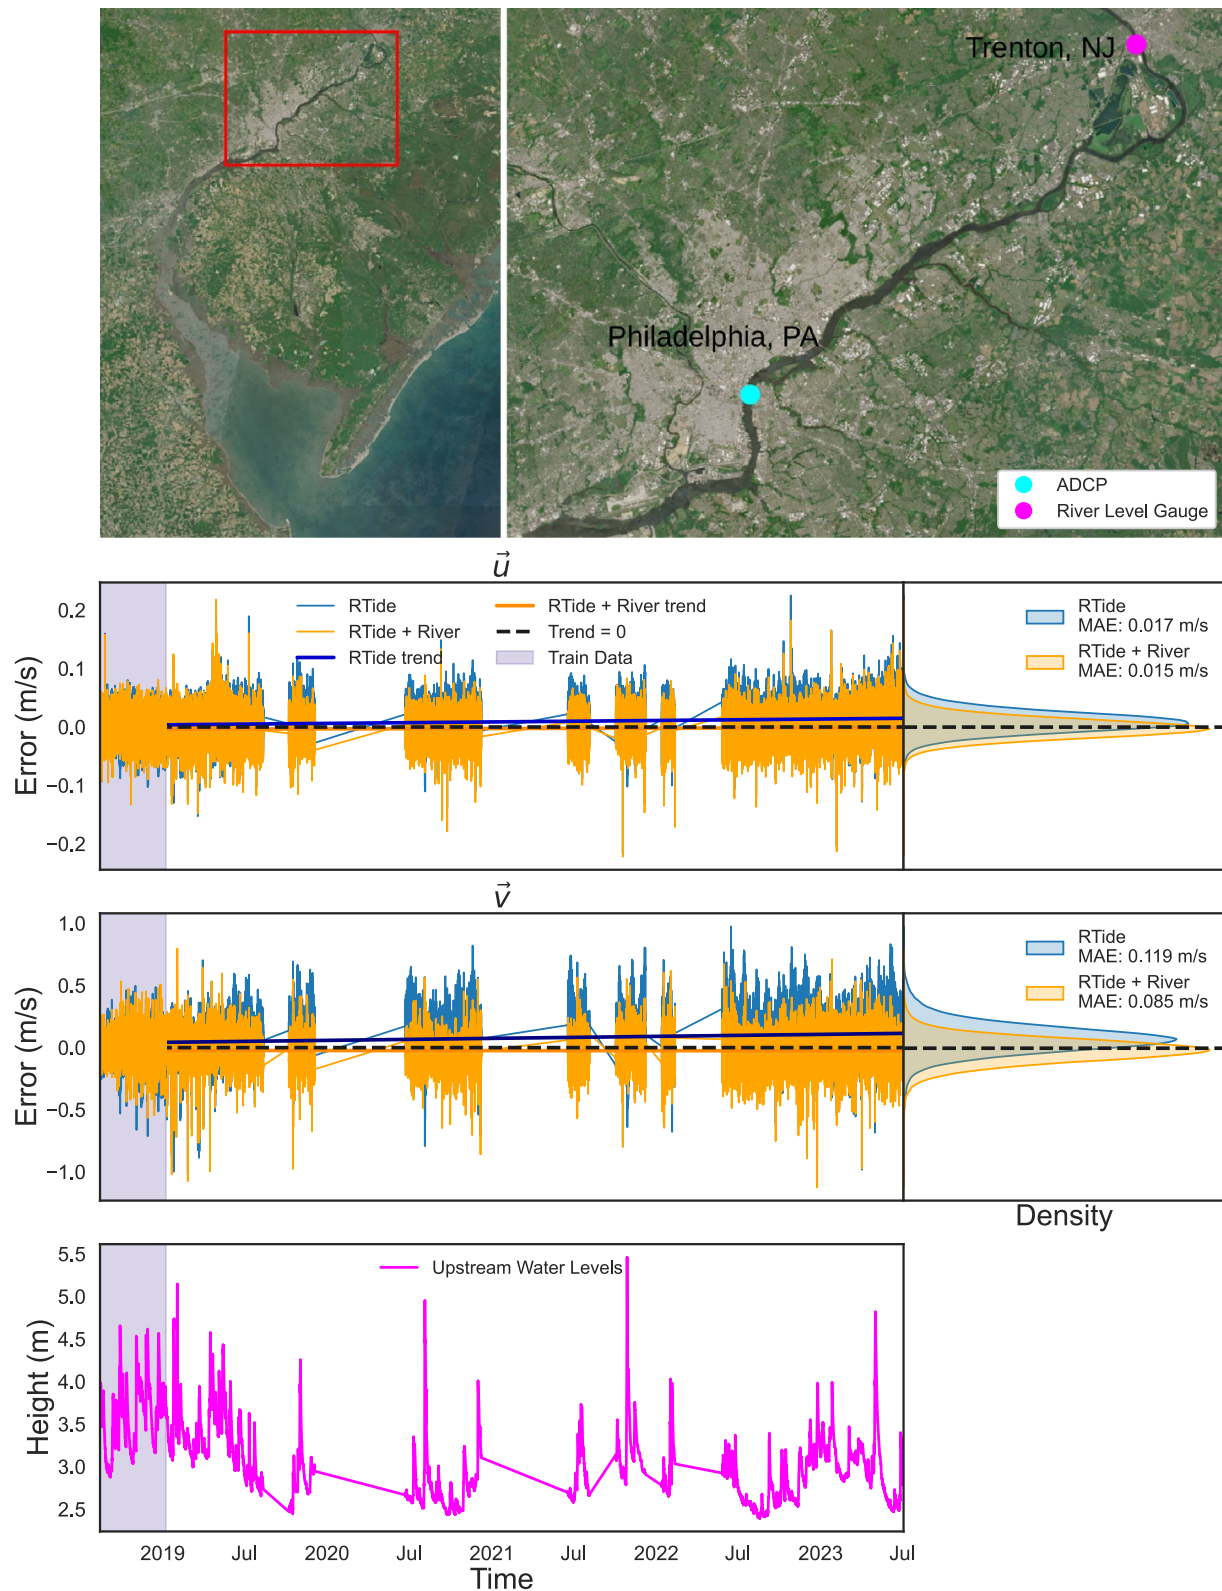 Trenton, NJ
Philadelphia, PA
ADCP
River Level Gauge
u
Error (m/s)
0.2
0.1
0.0
−0.1
−0.2
RTide
RTide + River
RTide trend
RTide + River trend
Trend = 0
Train Data
RTide
MAE: 0.017 m/s
RTide + River
MAE: 0.015 m/s
v
Error (m/s)
1.0
0.5
0.0
−0.5
−1.0
RTide
MAE: 0.119 m/s
RTide + River
MAE: 0.085 m/s
Density
Height (m)
5.5
5.0
4.5
4.0
3.5
3.0
2.5
Upstream Water Levels
2019 Jul 2020 Jul 2021 Jul 2022 Jul 2023 Jul
Time